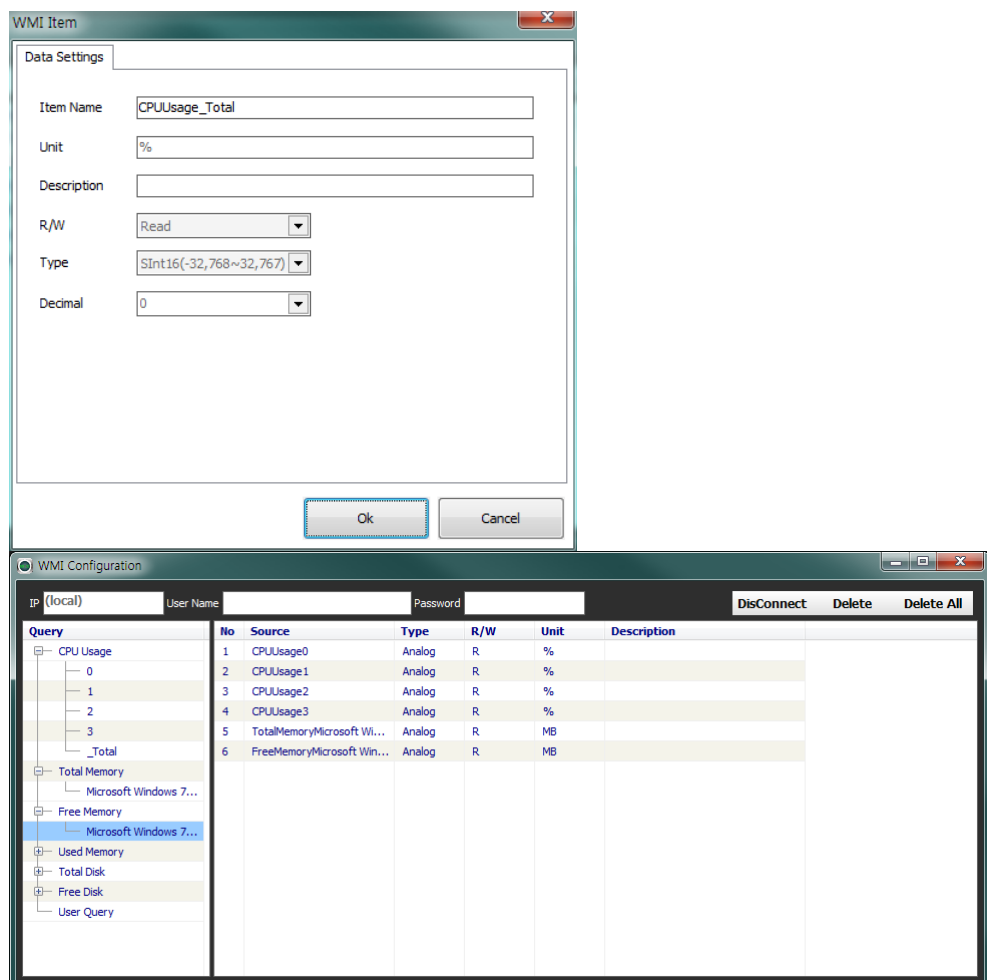 WMI Item
Data Settings
Item Name CPUUsage_Total
Unit %
Description
R/W Read
Type SInt16(-32,768~32,767)
Decimal 0
Ok Cancel
WMI Configuration
IP (local) User Name Password DisConnect Delete Delete All
Query
CPU Usage
0
1
2
3
_Total
Total Memory
Microsoft Windows 7...
Free Memory
Microsoft Windows 7...
Used Memory
Total Disk
Free Disk
User Query
No Source Type R/W Unit Description
1 CPUUsage0 Analog R %
2 CPUUsage1 Analog R %
3 CPUUsage2 Analog R %
4 CPUUsage3 Analog R %
5 TotalMemoryMicrosoft Wi... Analog R MB
6 FreeMemoryMicrosoft Win... Analog R MB